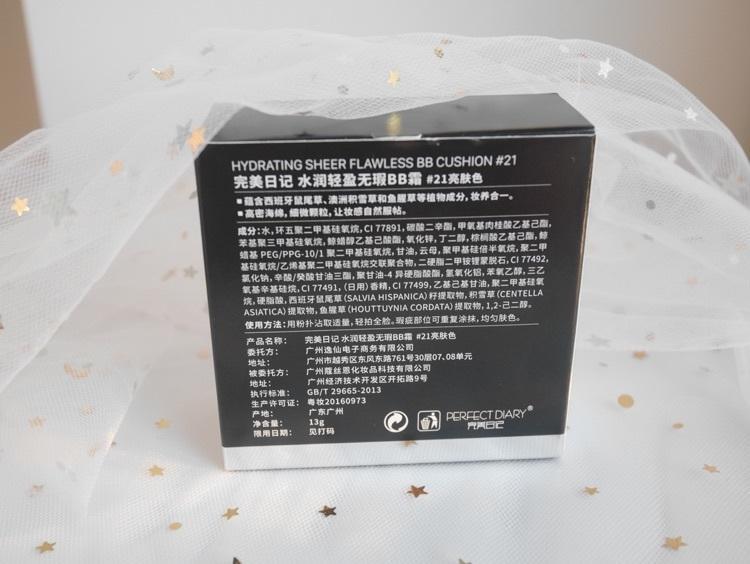 HYDRATING SHEER FLAWLESS BB CUSHION #21
完美日记 水润轻盈无瑕BB霜 #21亮肤色
■蕴含西班牙鼠尾草、澳洲积雪草和鱼腥草等植物成分,妆养合一。
■高密海绵,细微颗粒,让妆感自然服帖。
成分:水,环五聚二甲基硅氧烷,CI 77891,碳酸二辛酯,甲氧基肉桂酸乙基己酯,
苯基聚三甲基硅氧烷,鲸蜡醇乙基己酸酯,氧化锌,丁二醇,棕榈酸乙基己酯,鲸
蜡基 PEG/PPG-10/1 聚二甲基硅氧烷,甘油,云母,聚甲基硅倍半氧烷,聚二甲
基硅氧烷/乙烯基聚二甲基硅氧烷交联聚合物,二硬脂二甲铵锂蒙脱石,CI 77492,
氯化钠,辛酸/癸酸甘油三酯,聚甘油-4 异硬脂酸酯,氢氧化铝,苯氧乙醇,三乙
氧基辛基硅烷,CI 77491,(日用)香精,CI 77499,乙基己基甘油,聚二甲基硅氧
烷,硬脂酸,西班牙鼠尾草(SALVIA HISPANICA)籽提取物,积雪草(CENTELLA
ASIATICA)提取物,鱼腥草(HOUTTUYNIA CORDATA)提取物,1,2-己二醇。
使用方法:用粉扑沾取适量,轻拍全脸。瑕疵部位可重复涂抹,均匀肤色。
产品名称: 完美日记 水润轻盈无瑕BB霜 #21亮肤色
委托方: 广州逸仙电子商务有限公司
地址: 广州市越秀区东风东路761号30层07、08单元
被委托方: 广州蔻丝恩化妆品科技有限公司
地址: 广州经济技术开发区开拓路9号
执行标准: GB/T 29665-2013
生产许可证: 粤妆20160973
产地: 广东广州
净含量: 13g
限用日期: 见打码
PERFECT DIARY®
完美日记